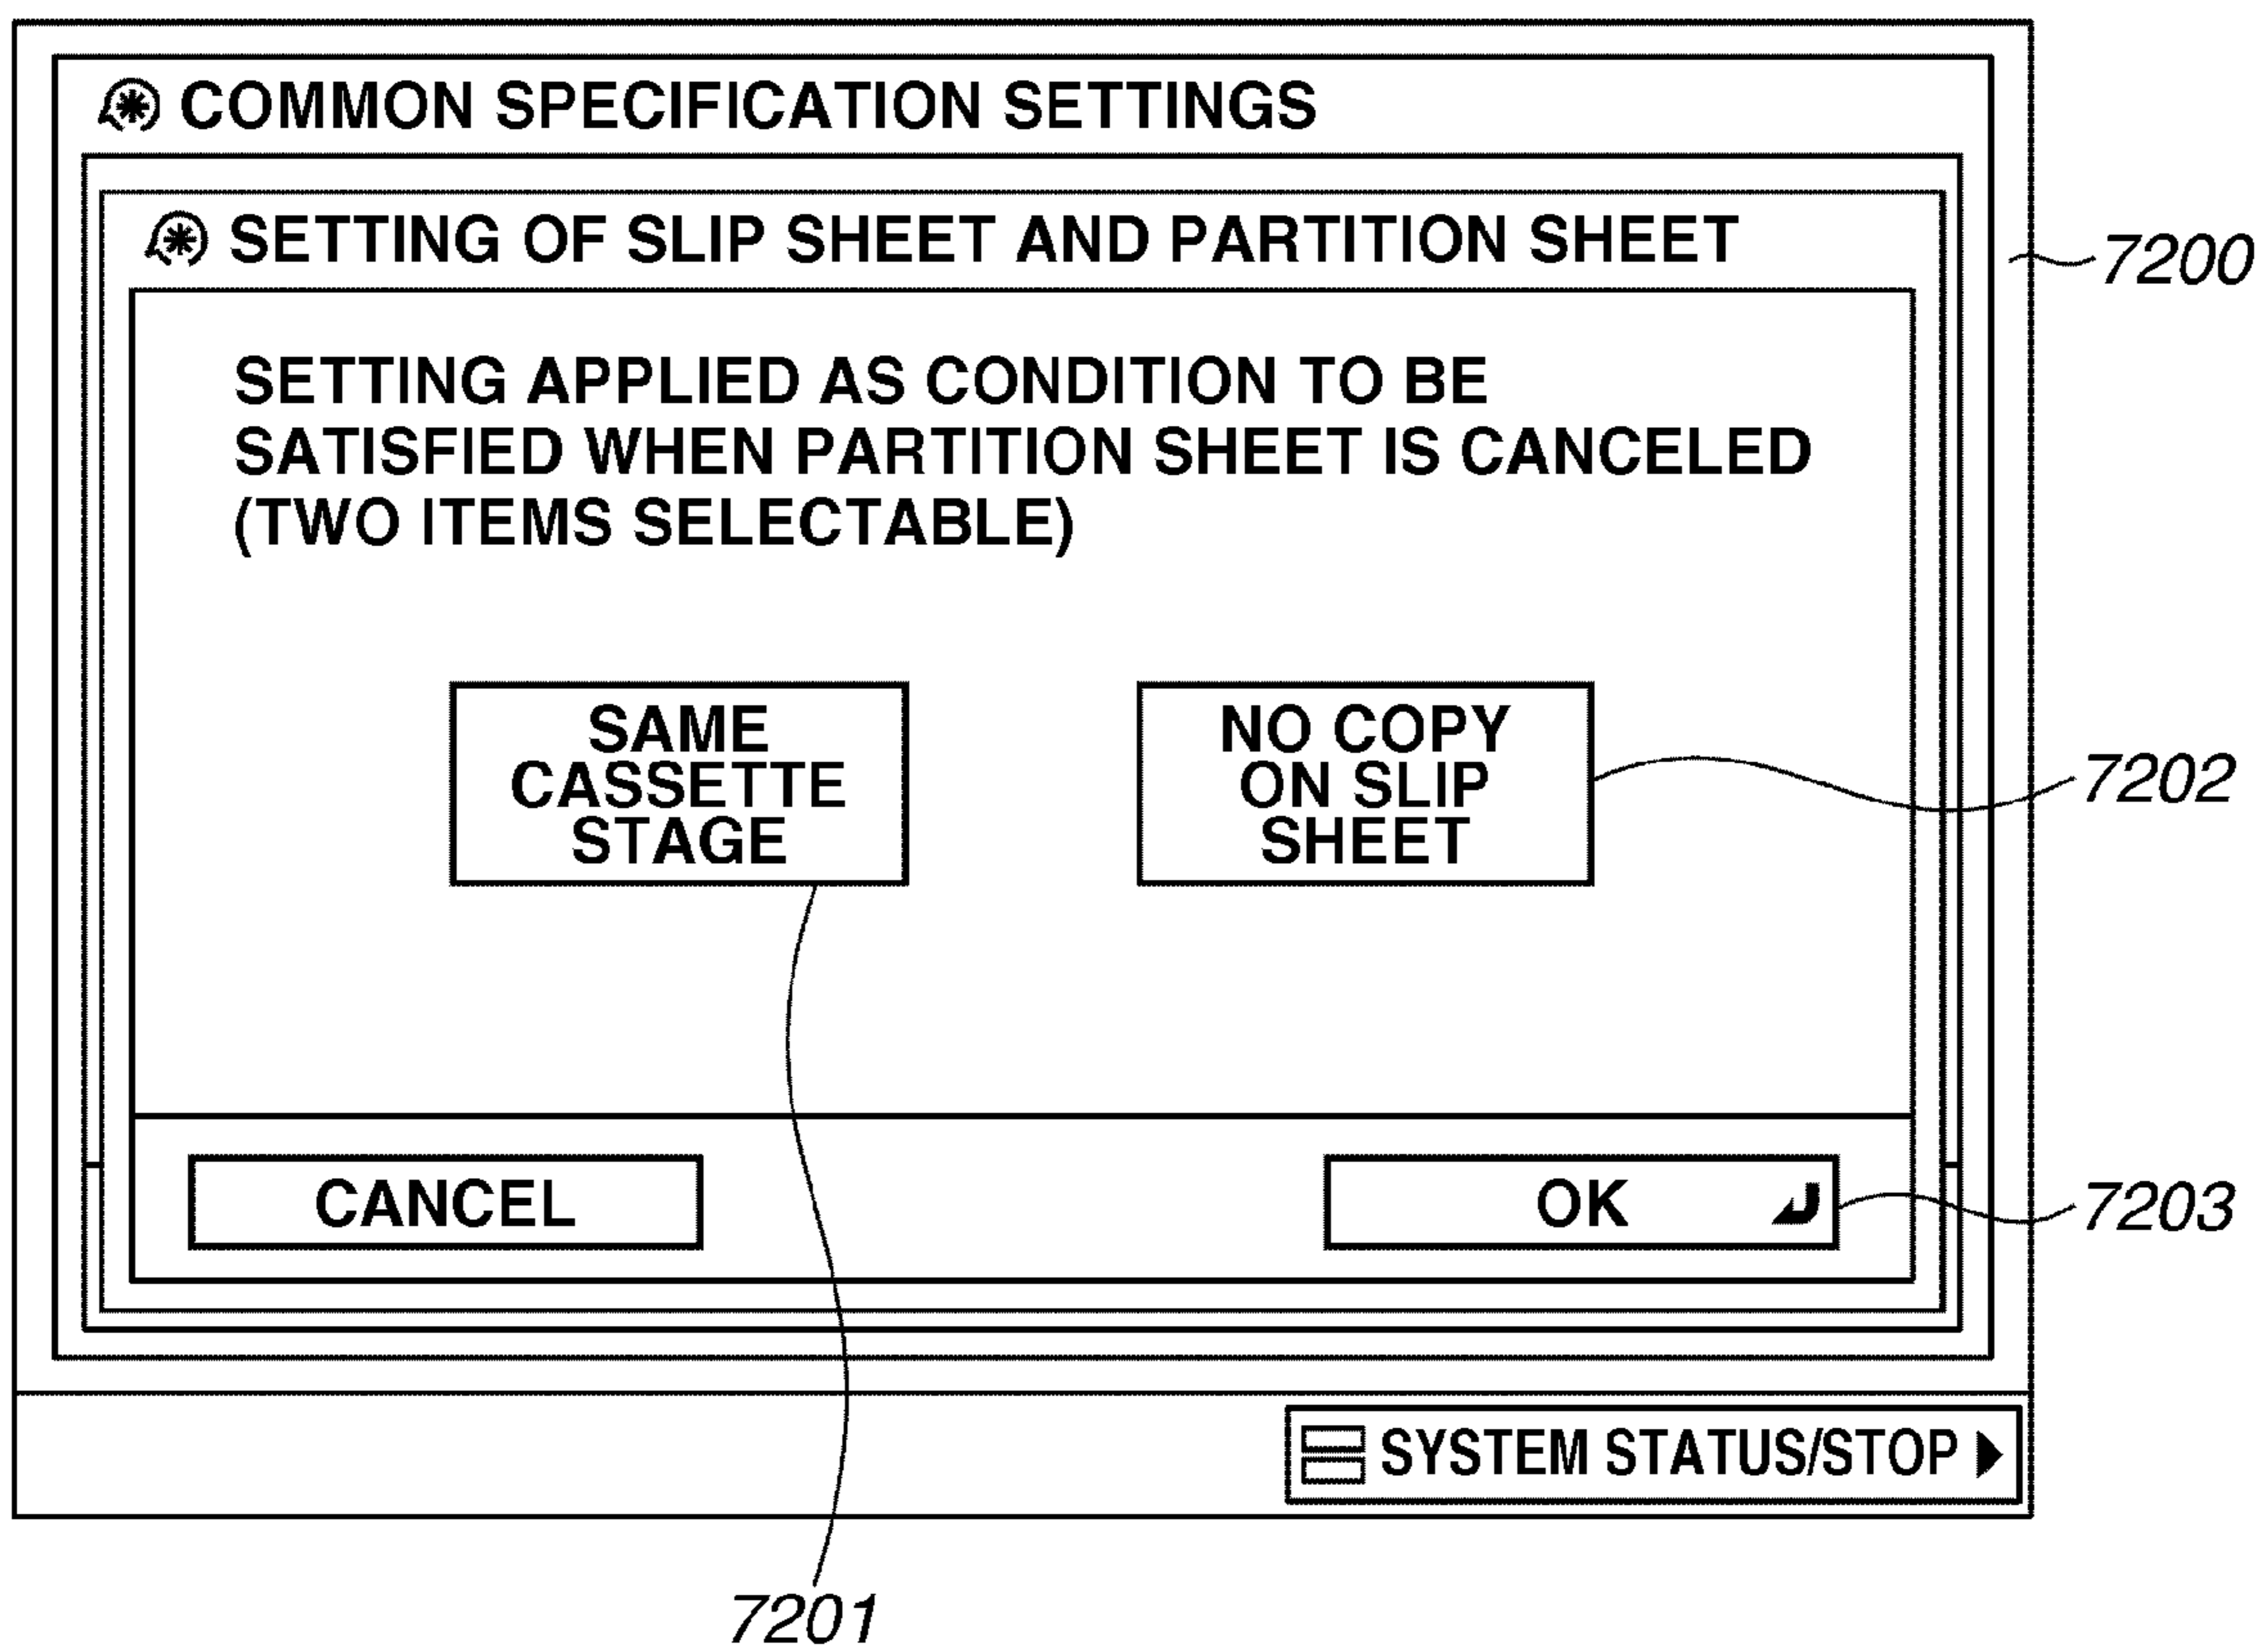 COMMON SPECIFICATION SETTINGS
SETTING OF SLIP SHEET AND PARTITION SHEET
7200
SETTING APPLIED AS CONDITION TO BE
SATISFIED WHEN PARTITION SHEET IS CANCELED
(TWO ITEMS SELECTABLE)
SAME
CASSETTE
STAGE
NO COPY
ON SLIP
SHEET
7202
CANCEL
OK
7203
SYSTEM STATUS/STOP
7201